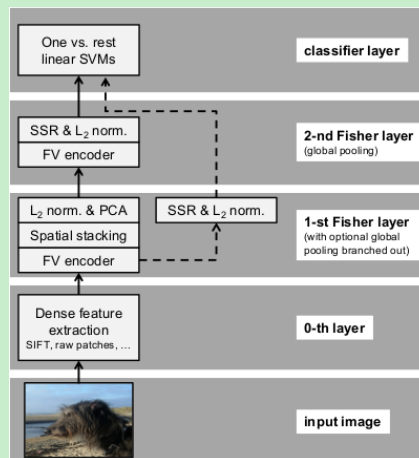 One vs. rest
linear SVMs
classifier layer
SSR & L2 norm.
FV encoder
2-nd Fisher layer
(global pooling)
L2 norm. & PCA
Spatial stacking
FV encoder
SSR & L2 norm.
1-st Fisher layer
(with optional global
pooling branched out)
Dense feature
extraction
SIFT, raw patches, ...
0-th layer
input image